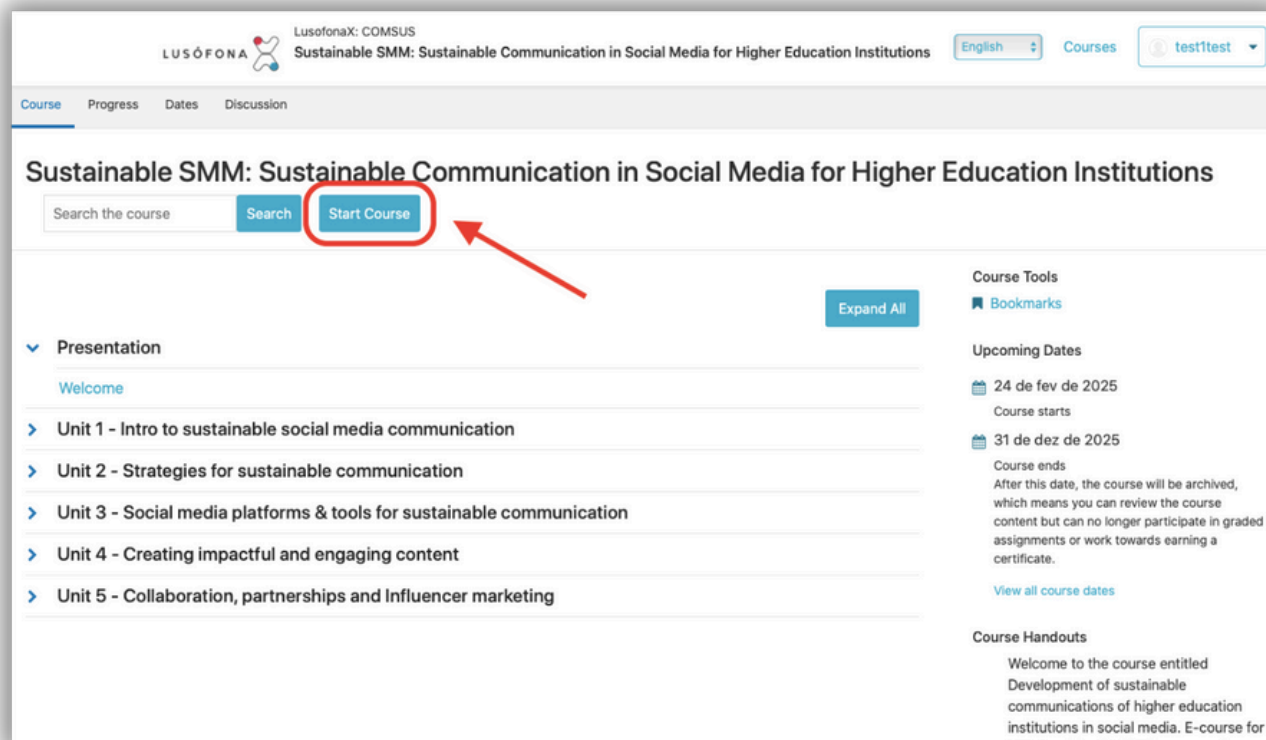 LUSÓFONA
LusofonaX: COMSUS
Sustainable SMM: Sustainable Communication in Social Media for Higher Education Institutions
English
Courses
test1test
Course
Progress
Dates
Discussion
Sustainable SMM: Sustainable Communication in Social Media for Higher Education Institutions
Search the course
Search
Start Course
Expand All
Presentation
Welcome
Unit 1 - Intro to sustainable social media communication
Unit 2 - Strategies for sustainable communication
Unit 3 - Social media platforms & tools for sustainable communication
Unit 4 - Creating impactful and engaging content
Unit 5 - Collaboration, partnerships and Influencer marketing
Course Tools
Bookmarks
Upcoming Dates
24 de fev de 2025
Course starts
31 de dez de 2025
Course ends
After this date, the course will be archived,
which means you can review the course
content but can no longer participate in graded
assignments or work towards earning a
certificate.
View all course dates
Course Handouts
Welcome to the course entitled
Development of sustainable
communications of higher education
institutions in social media. E-course for